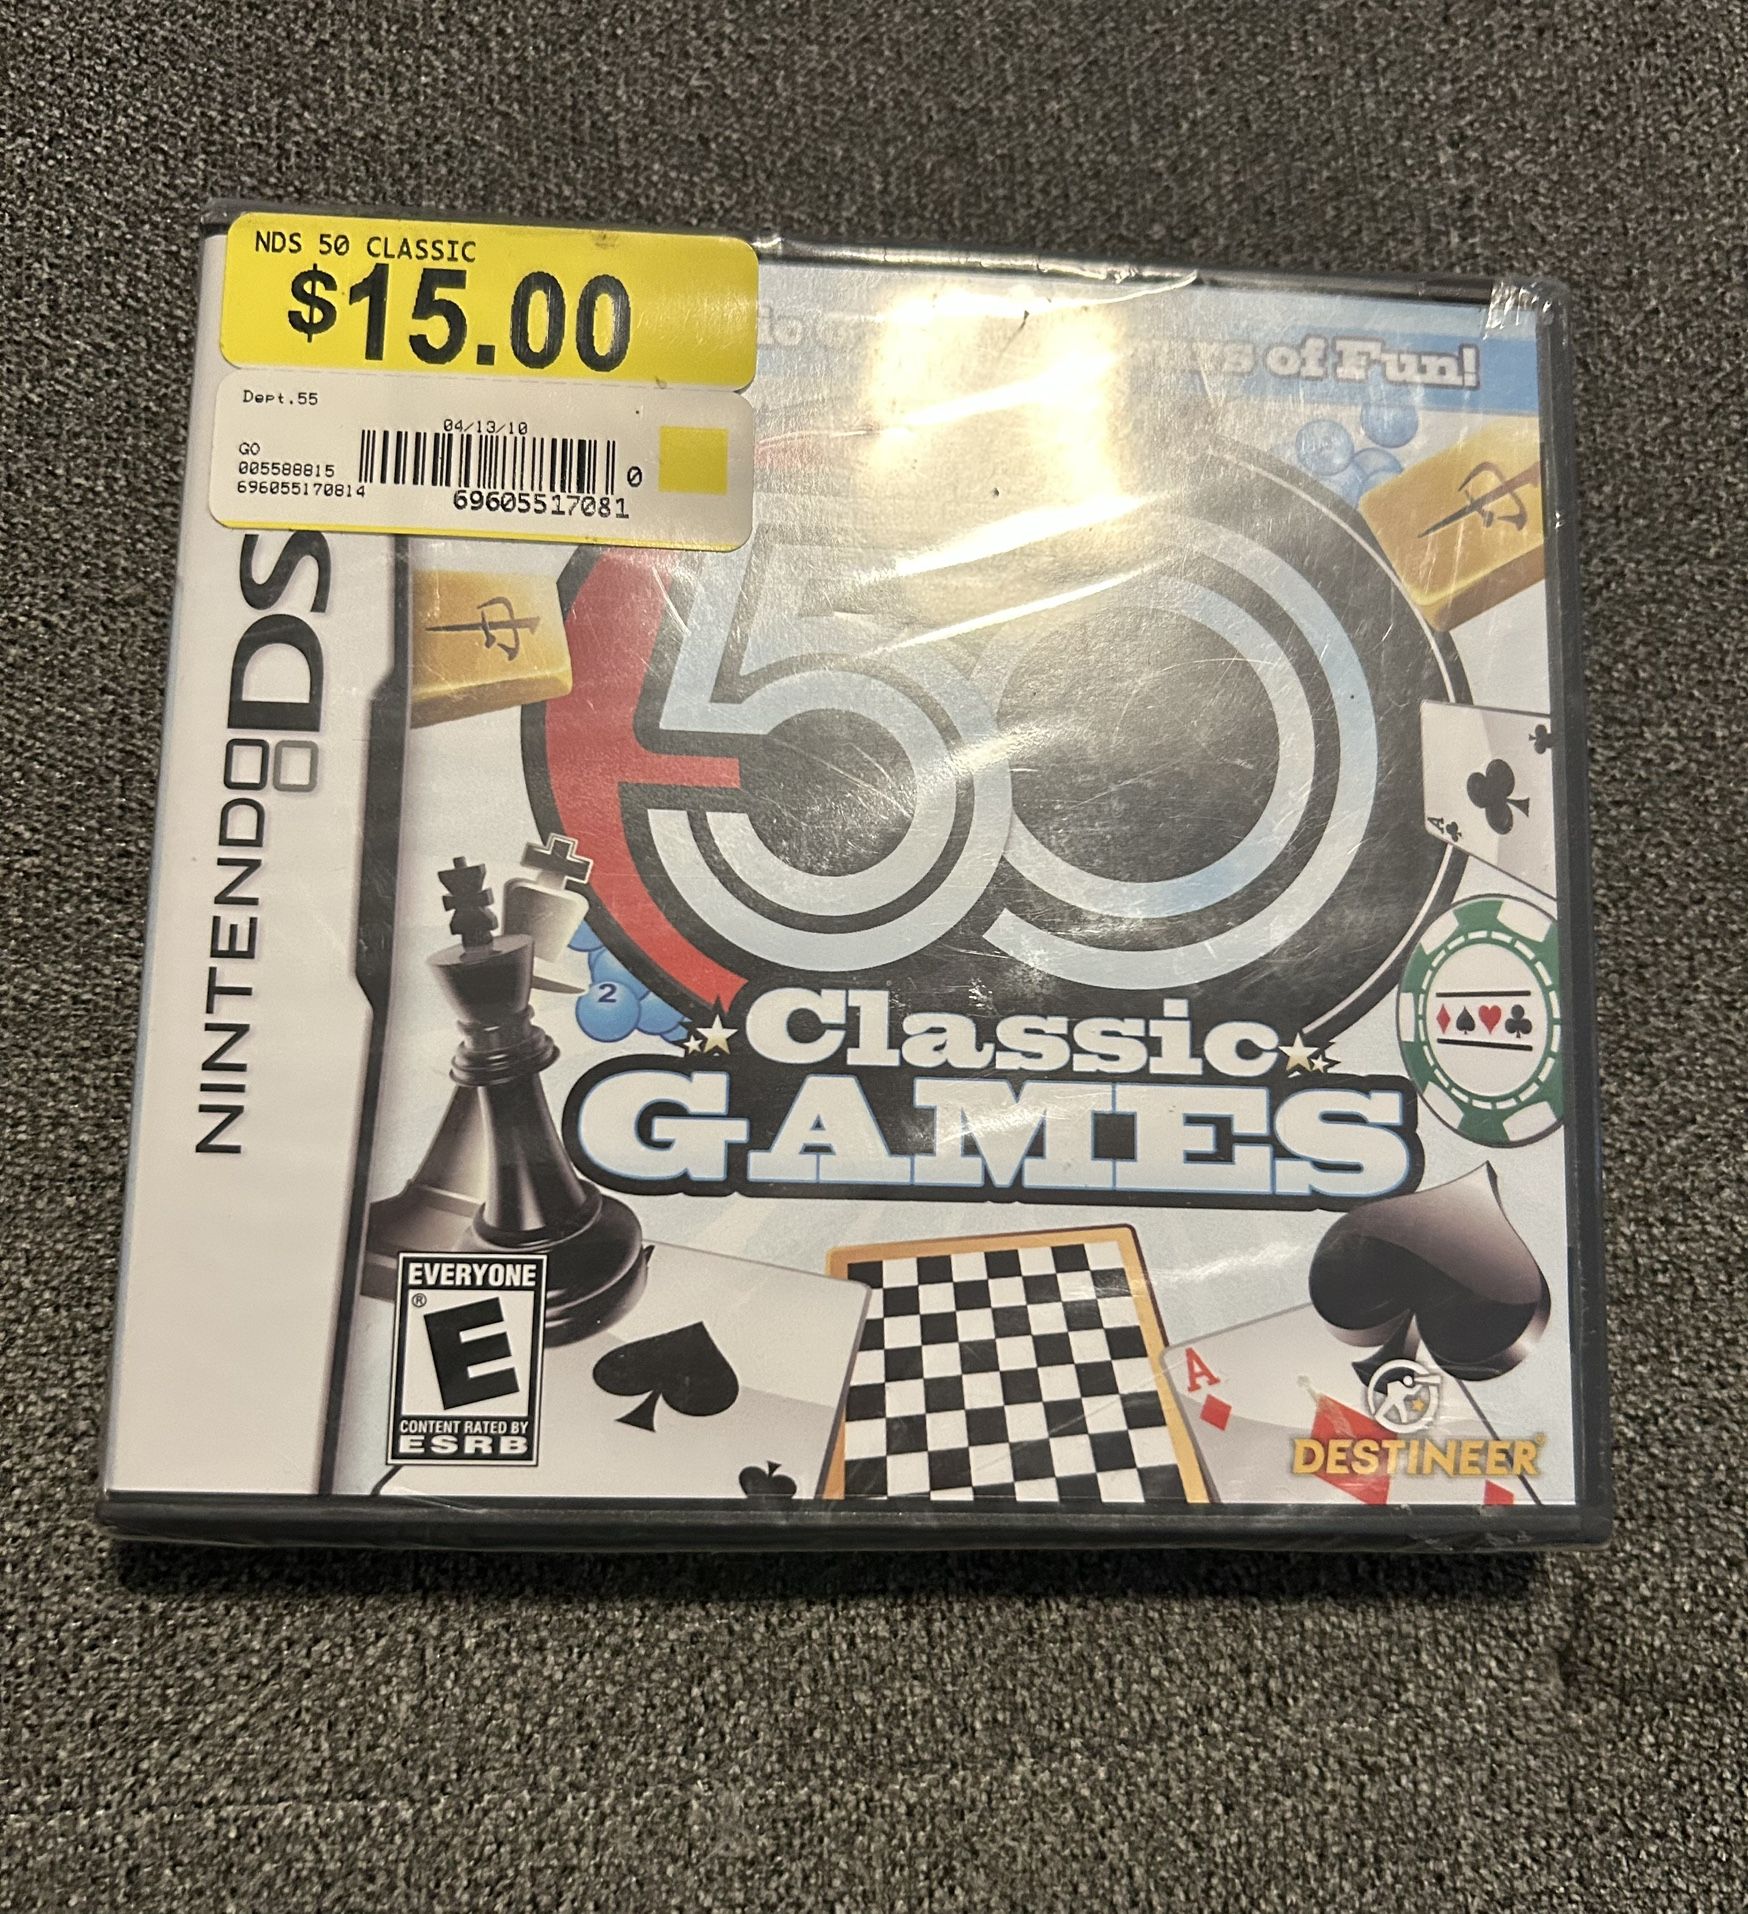 NDS 50 CLASSIC
$15.00
Dept.55
04/13/10
GO
005588815
696055170814
69605517081
0
of Fun!
NINTENDO DS
50
Classic
GAMES
2
A
EVERYONE
E
®
CONTENT RATED BY
ESRB
A
DESTINEER